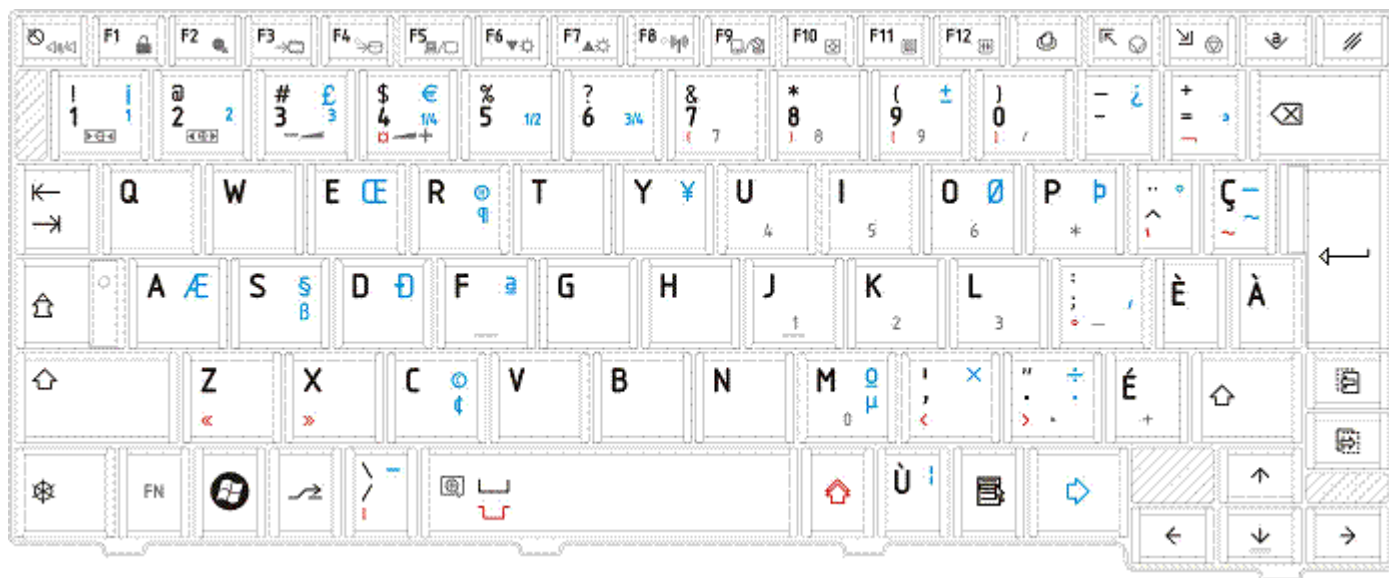 F1 F2 F3 F4 F5 F6 F7 F8 F9 F10 F11 F12 a
! ¡ @ # £ $ € % ? & * ( ± ) _ ¿ +
1 1 2 2 3 3 4 1/4 5 1/2 6 3/4 7 8 9 0 - =
{ 7 } 8 [ 9 ] / ¬
Q W E Œ R ® ¶ T Y ¥ U I O Ø P Þ ¨ ° Ç
4 5 6 * ^ ~ ~
A Æ S § D Ð F ª G H J K L : È À
ß ; ´
1 2 3 ° _
Z X C © V B N M º ' × " ÷ É
¢ µ , . ·
« » 0 < > . +
FN \ / | Ù ¦